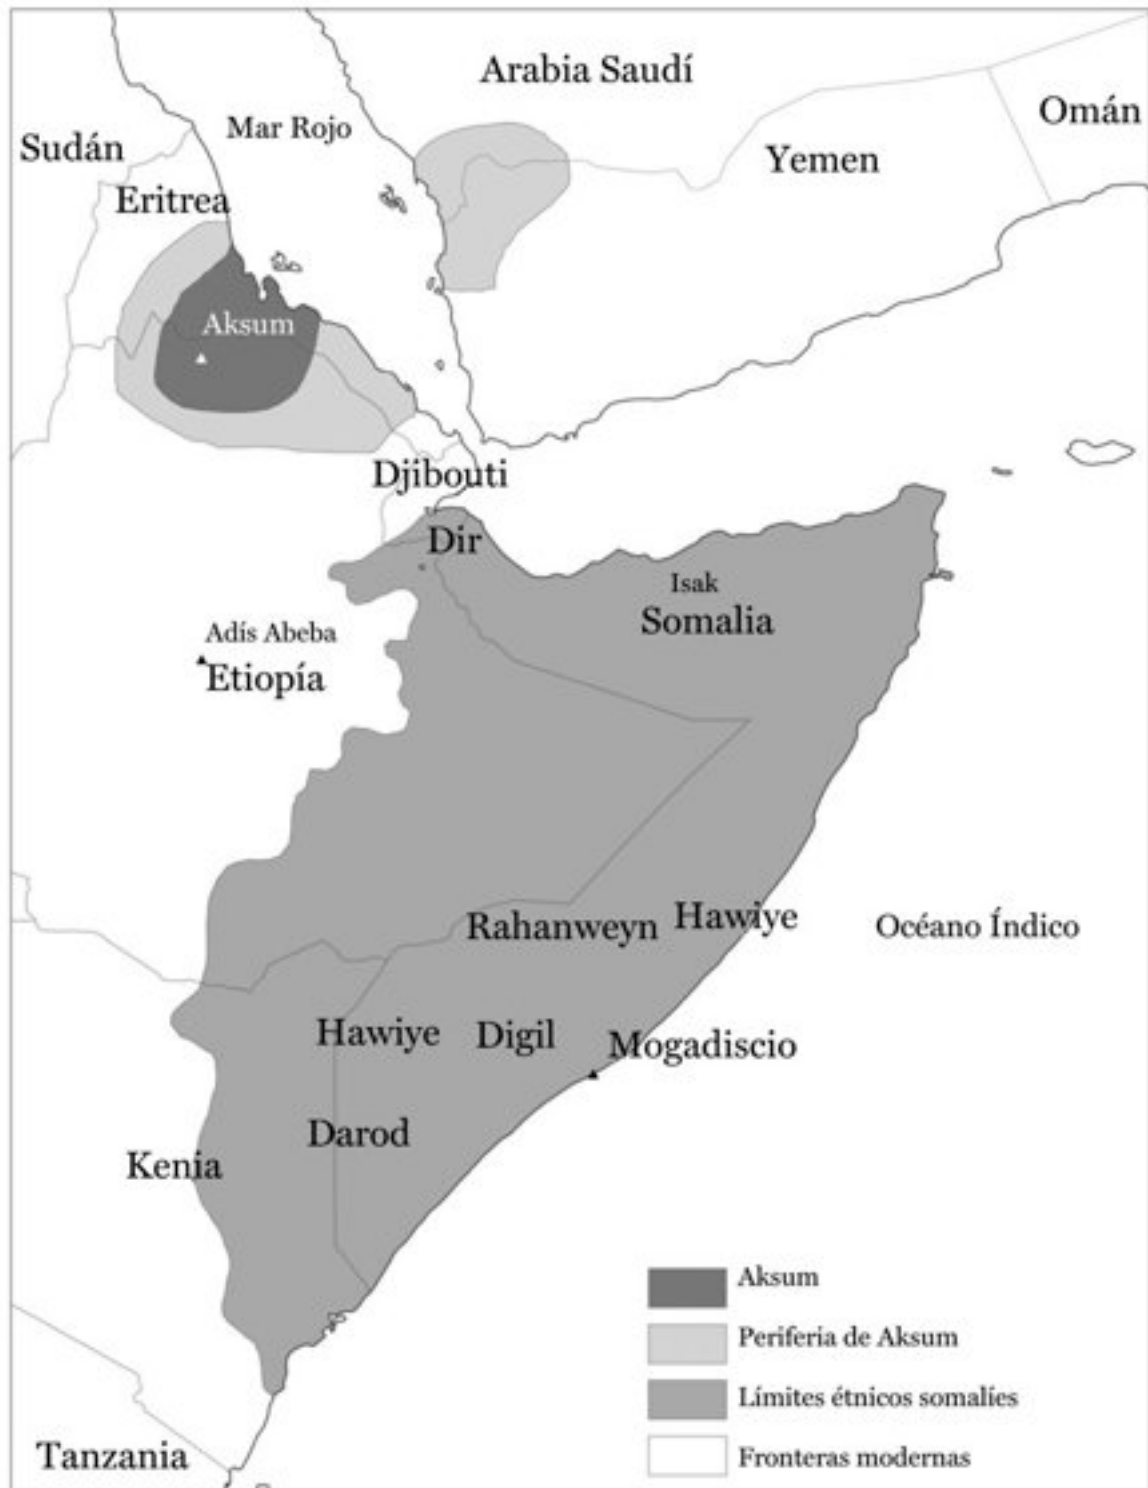 Arabia Saudí
Omán
Mar Rojo
Sudán
Yemen
Eritrea
Aksum
Djibouti
Dir
Isak
Somalia
Adís Abeba
Etiopía
Rahanweyn
Hawiye
Océano Índico
Hawiye
Digil
Mogadiscio
Darod
Kenia
Aksum
Periferia de Aksum
Límites étnicos somalíes
Fronteras modernas
Tanzania